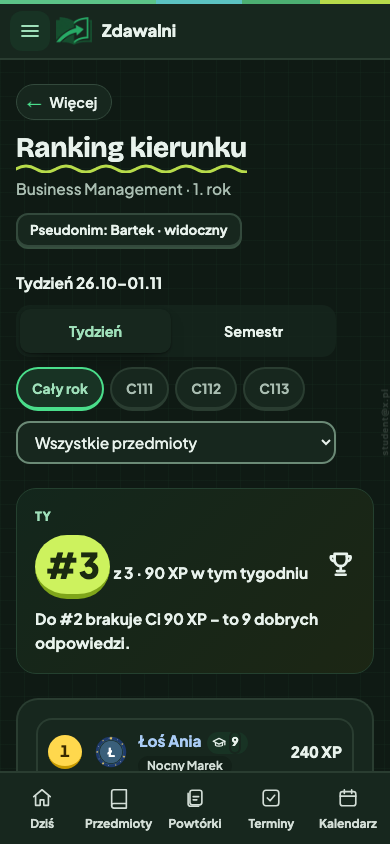 Zdawalni
← Więcej
Ranking kierunku
Business Management · 1. rok
Pseudonim: Bartek · widoczny
Tydzień 26.10–01.11
Tydzień Semestr
Cały rok C111 C112 C113
Wszystkie przedmioty
student@x.pl
TY
#3 z 3 · 90 XP w tym tygodniu
Do #2 brakuje Ci 90 XP – to 9 dobrych
odpowiedzi.
1 Ł Łoś Ania 9 240 XP
Nocny Marek
Dziś Przedmioty Powtórki Terminy Kalendarz